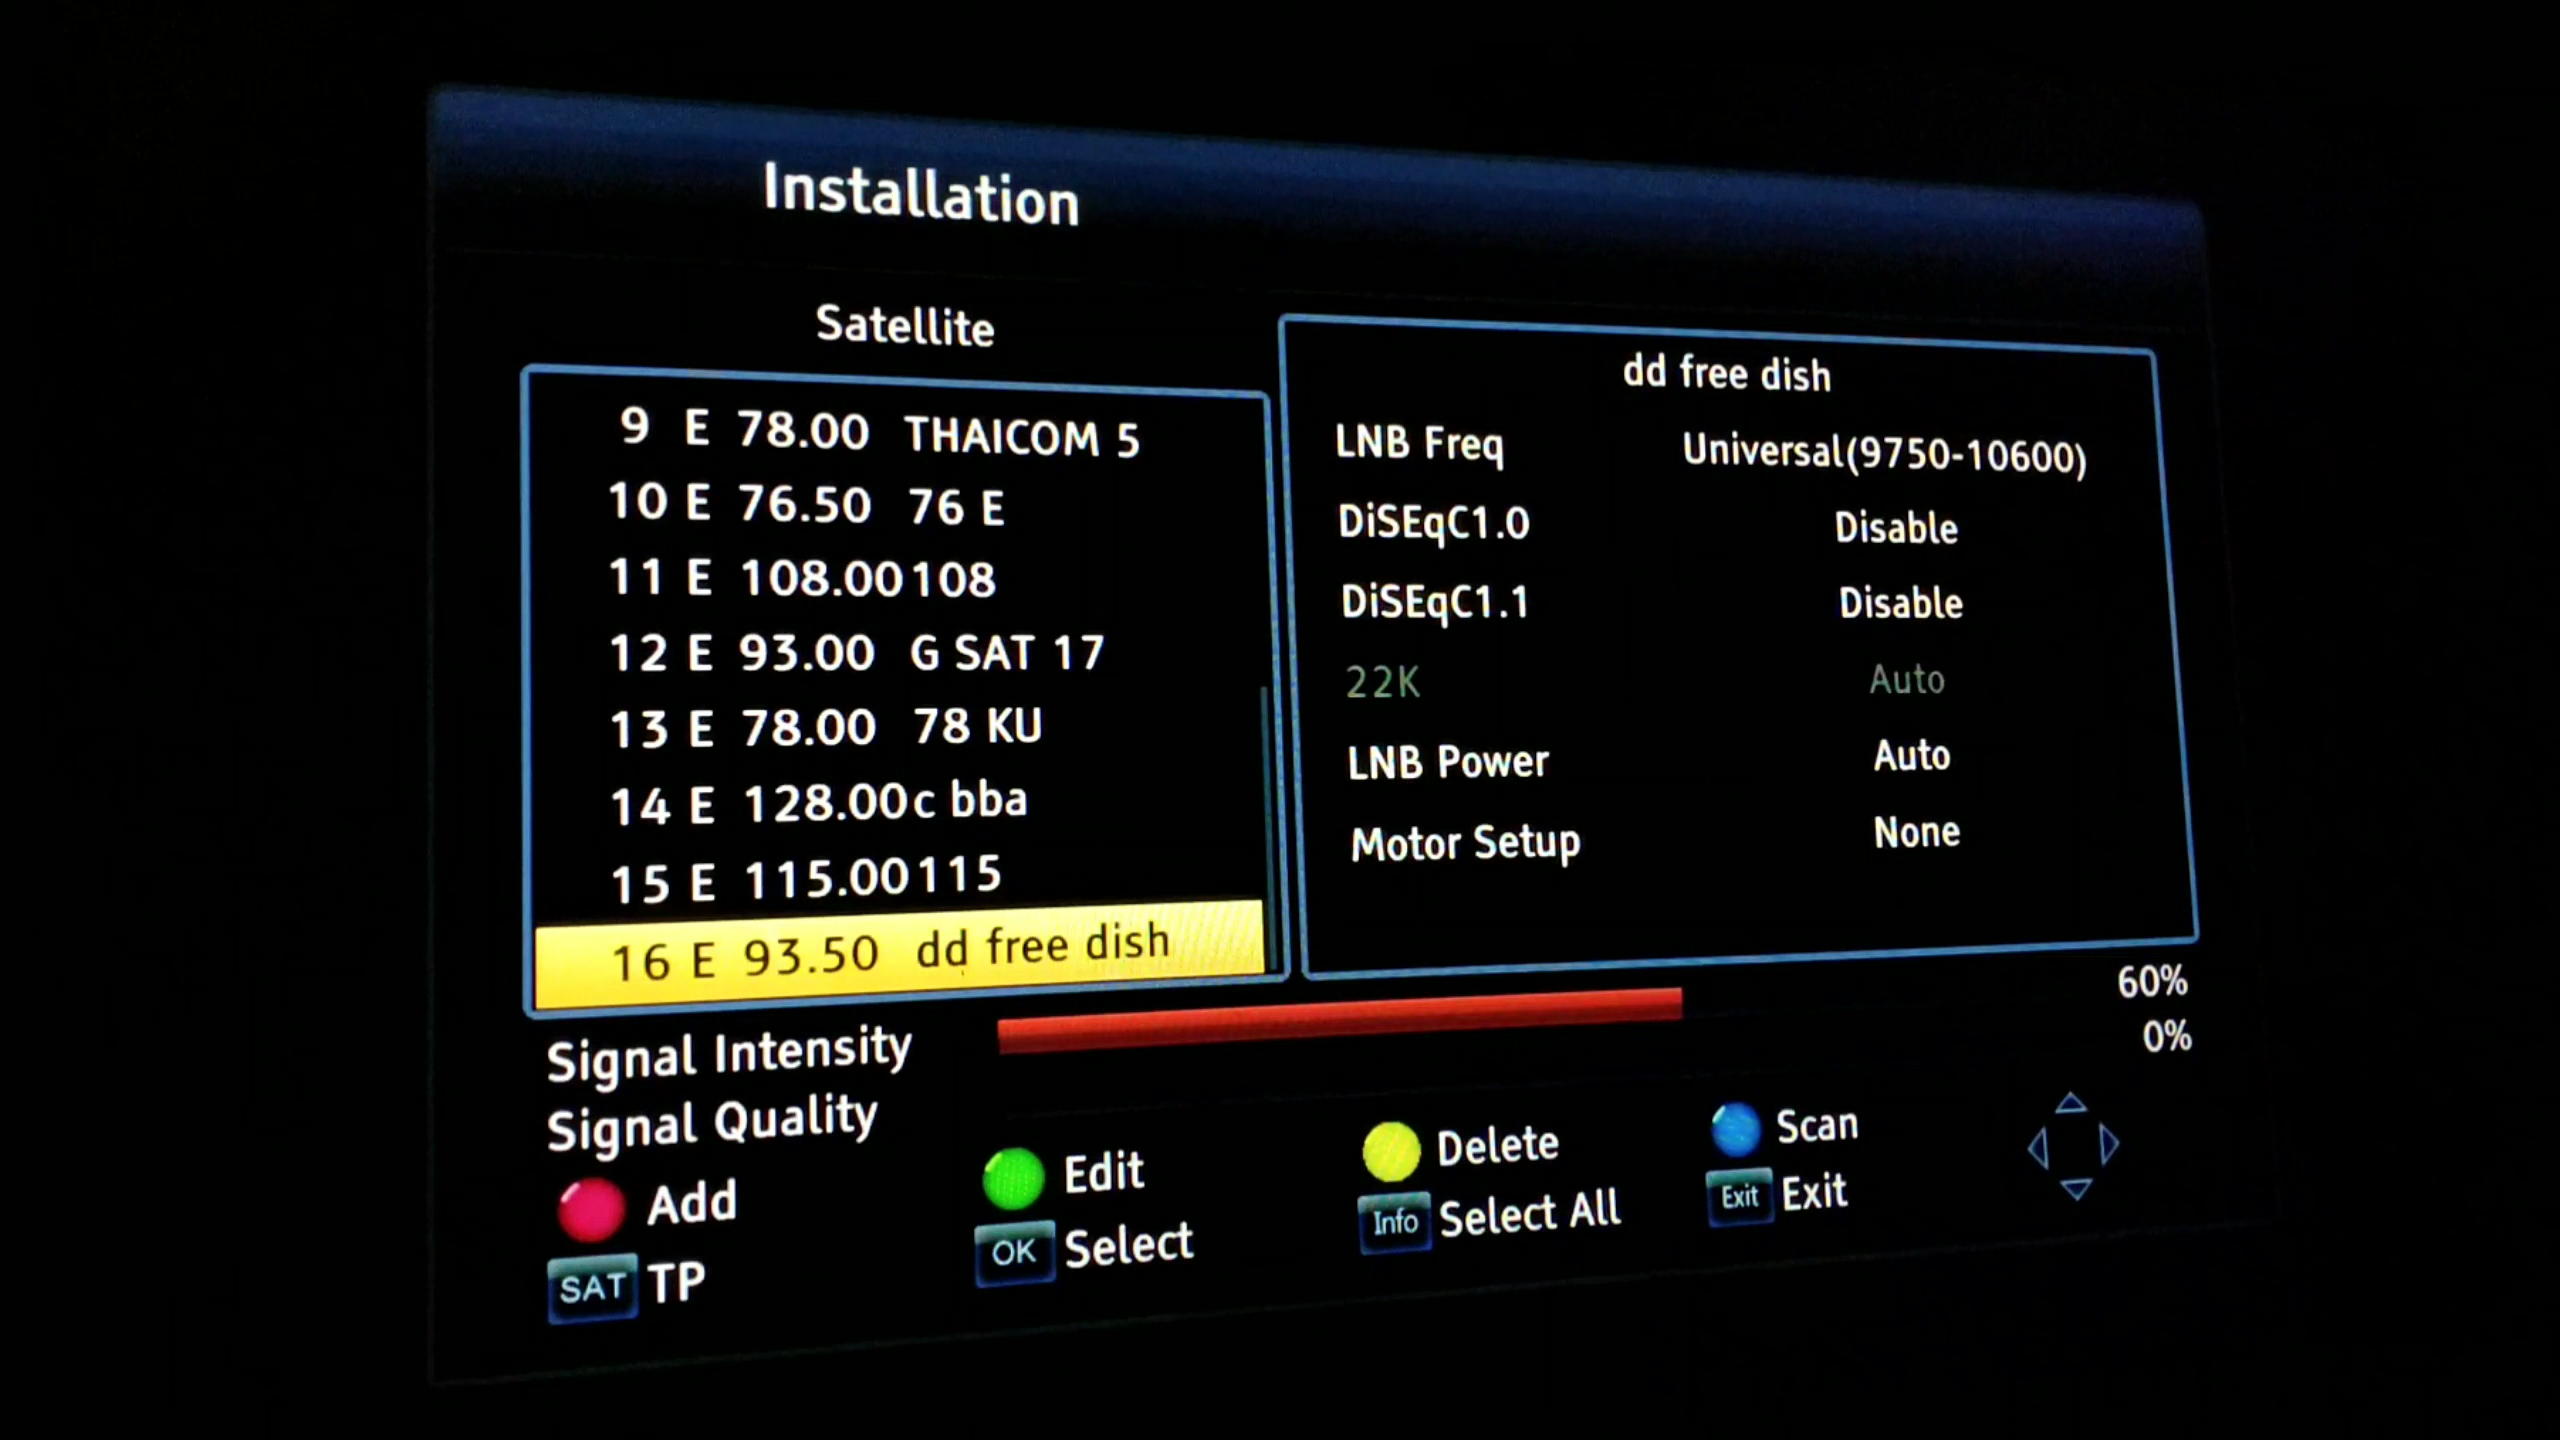 Installation
Satellite
9 E 78.00 THAICOM 5
10 E 76.50 76 E
11 E 108.00108
12 E 93.00 G SAT 17
13 E 78.00 78 KU
14 E 128.00c bba
15 E 115.00115
16 E 93.50 dd free dish
dd free dish
LNB Freq Universal(9750-10600)
DiSEqC1.0 Disable
DiSEqC1.1 Disable
22K Auto
LNB Power Auto
Motor Setup None
Signal Intensity 60%
Signal Quality 0%
Add Edit Delete Scan
SAT TP OK Select Info Select All Exit Exit